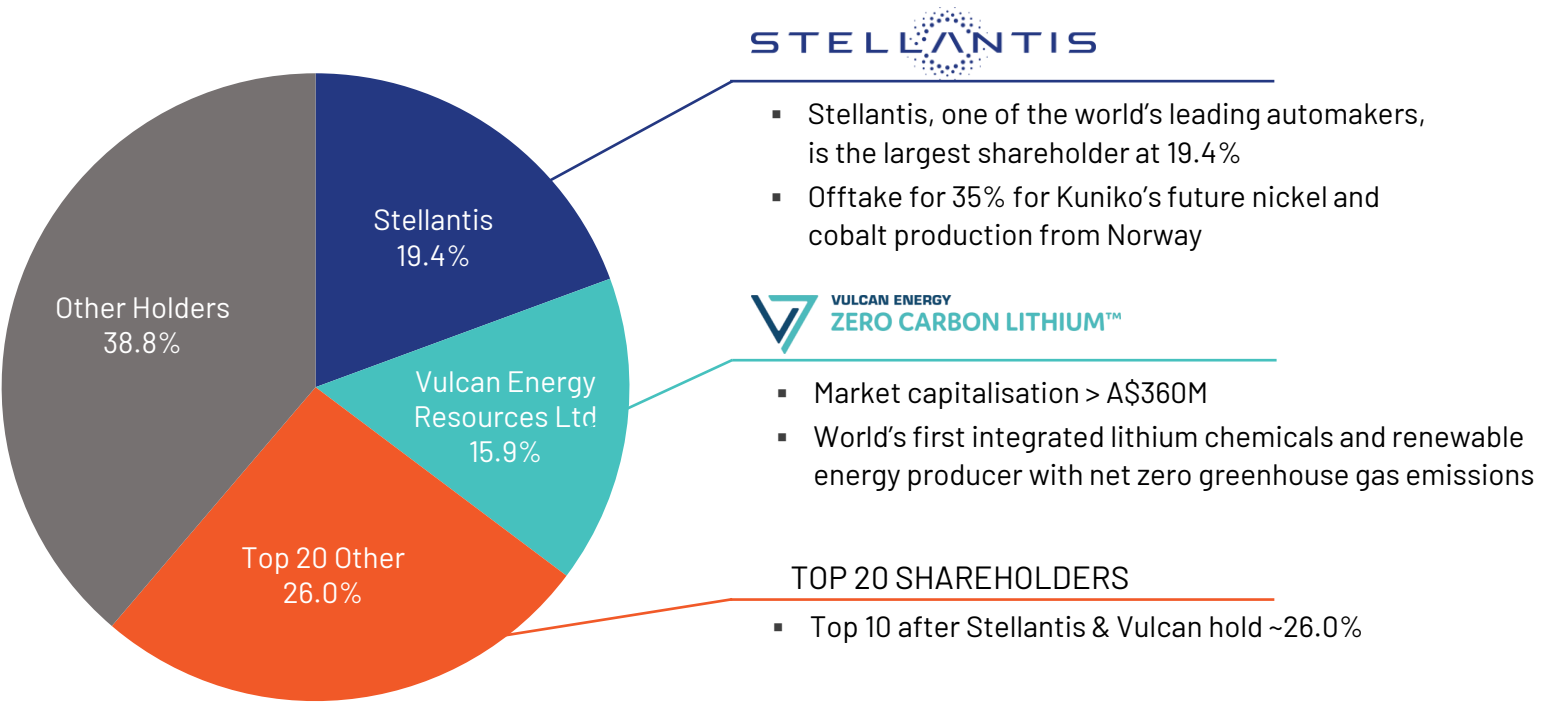 STELLANTIS
▪ Stellantis, one of the world's leading automakers,
is the largest shareholder at 19.4%
▪ Offtake for 35% for Kuniko's future nickel and
cobalt production from Norway
Stellantis
19.4%
Other Holders
38.8%
VULCAN ENERGY
ZERO CARBON LITHIUM™
Vulcan Energy
Resources Ltd
15.9%
▪ Market capitalisation > A$360M
▪ World's first integrated lithium chemicals and renewable
energy producer with net zero greenhouse gas emissions
Top 20 Other
26.0%
TOP 20 SHAREHOLDERS
▪ Top 10 after Stellantis & Vulcan hold ~26.0%